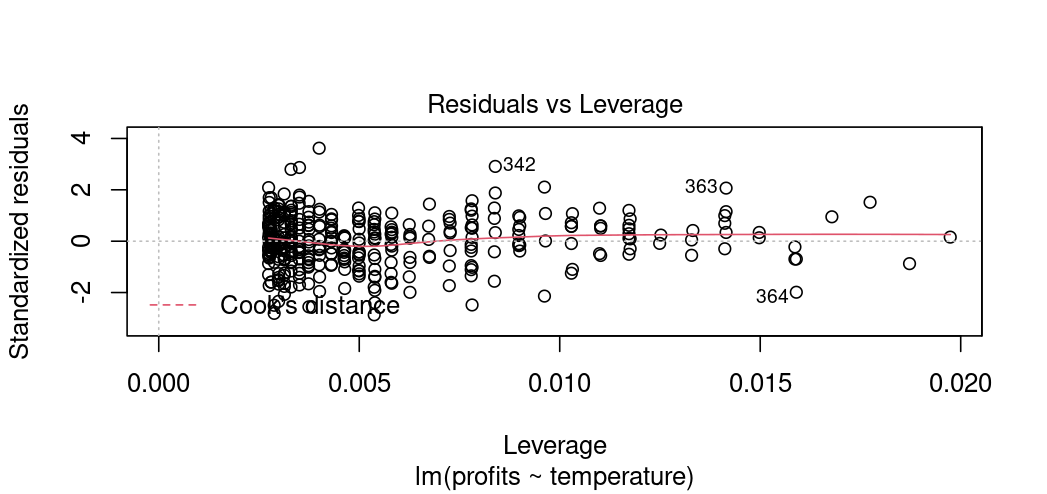 Residuals vs Leverage
Standardized residuals
4
2
0
-2
342
363
364
Cook's distance
0.000 0.005 0.010 0.015 0.020
Leverage
lm(profits ~ temperature)